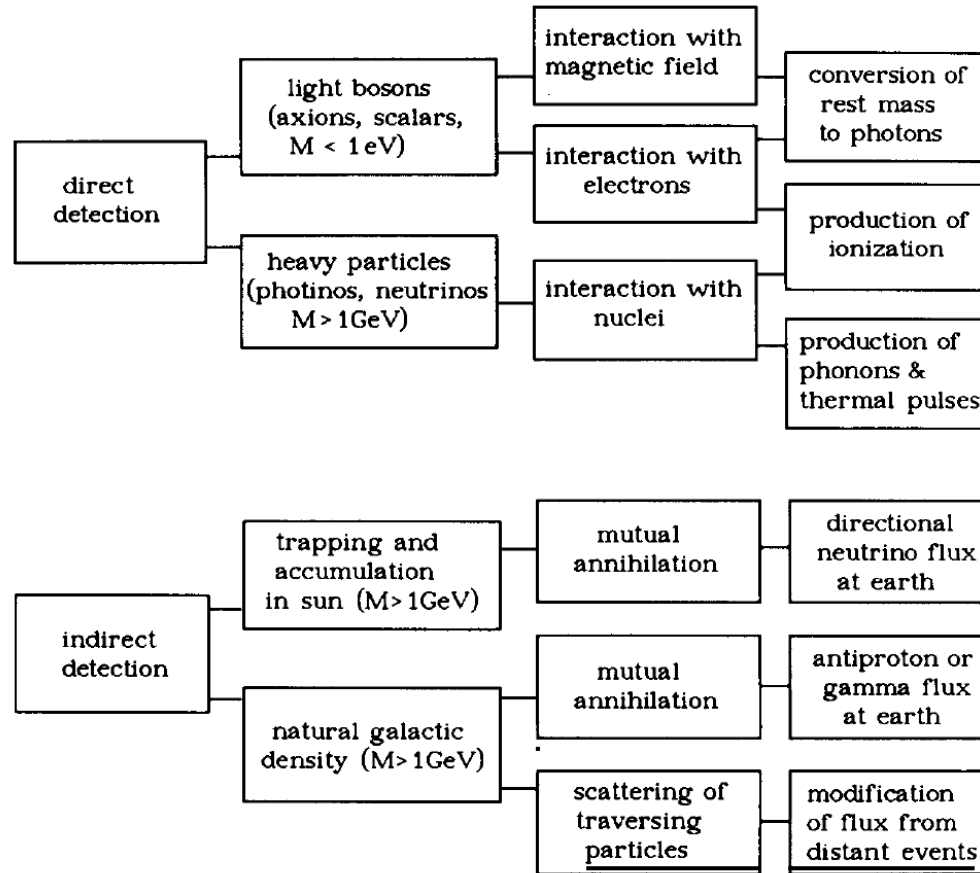 direct
detection
light bosons
(axions, scalars,
M < 1 eV)
heavy particles
(photinos, neutrinos
M > 1GeV)
interaction with
magnetic field
interaction with
electrons
interaction with
nuclei
conversion of
rest mass
to photons
production of
ionization
production of
phonons &
thermal pulses
indirect
detection
trapping and
accumulation
in sun (M> 1GeV)
natural galactic
density (M> 1GeV)
mutual
annihilation
mutual
annihilation
scattering of
traversing
particles
directional
neutrino flux
at earth
antiproton or
gamma flux
at earth
modification
of flux from
distant events